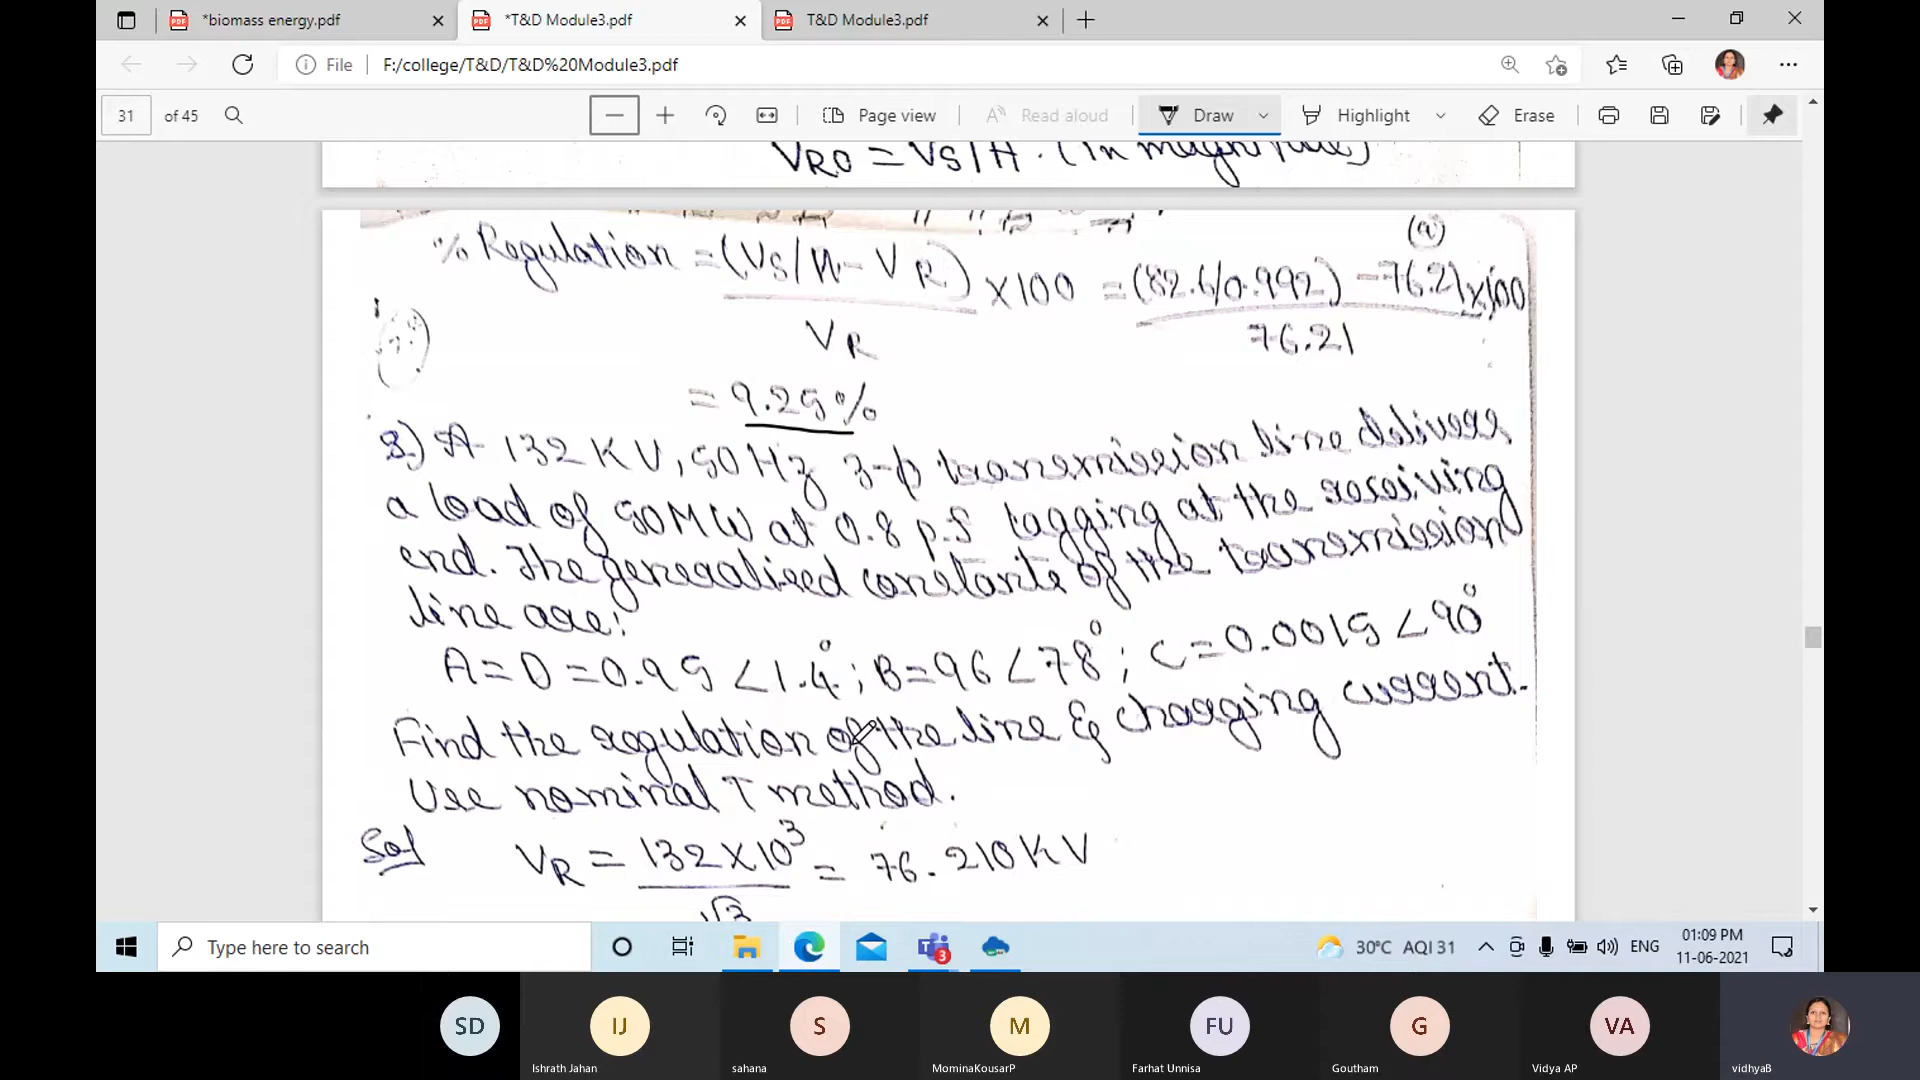 *biomass energy.pdf
*T&D Module3.pdf
T&D Module3.pdf
File
F:/college/T&D/T&D%20Module3.pdf
31 of 45
Page view
Read aloud
Draw
Highlight
Erase
VRO = VS/A. (in magnitude)
(a)
% Regulation = (VS/A - VR) x100 = (82.6/0.992) - 76.21 x100
VR
76.21
= 9.25%
3.) A 132 KV, 50 Hz 3-φ transmission line delivers
a load of 50MW at 0.8 p.f lagging at the receiving
end. The generalised constants of the transmission
line are:
A = D = 0.95 ∠1.4°; B = 96 ∠78°; C = 0.0015 ∠90°
Find the regulation of the line & charging current.
Use nominal T method.
Sol VR = 132 X 10³ = 76.210 KV
√3
Type here to search
3
30°C AQI 31
ENG
01:09 PM
11-06-2021
SD
IJ
S
M
FU
G
VA
Ishrath Jahan
sahana
MominaKousarP
Farhat Unnisa
Goutham
Vidya AP
vidhyaB